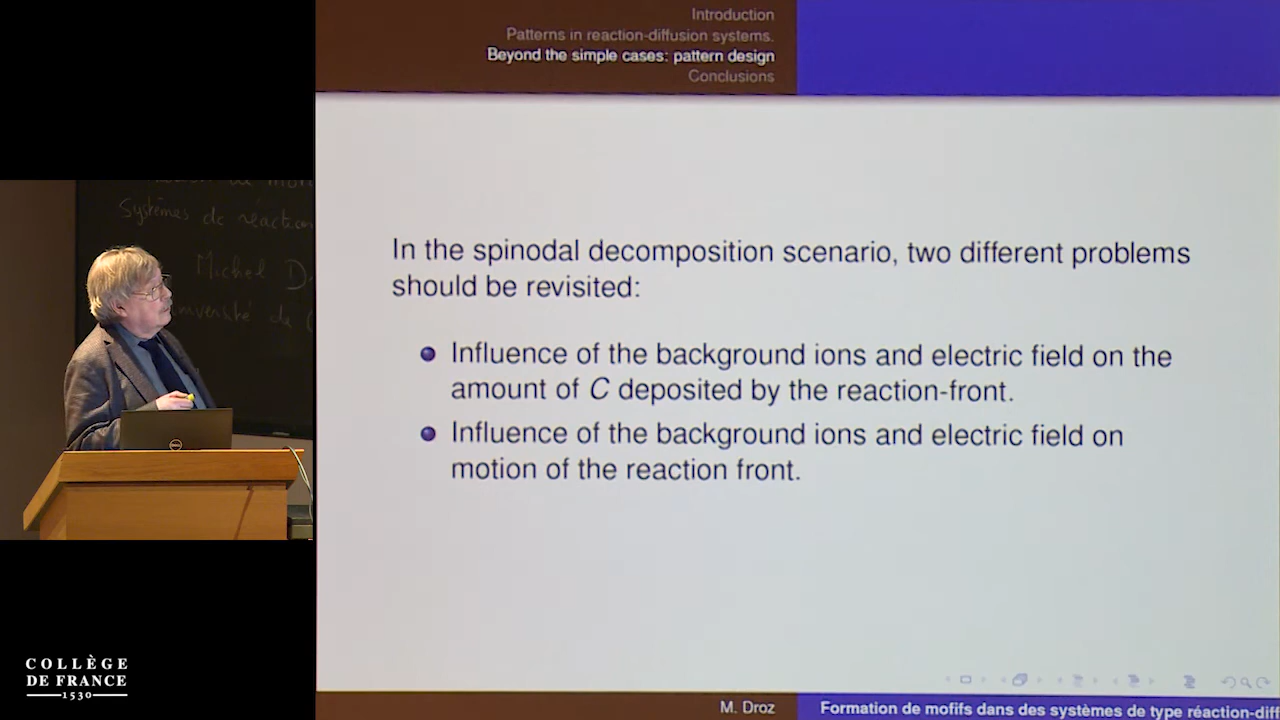 Introduction
Patterns in reaction-diffusion systems.
Beyond the simple cases: pattern design
Conclusions
In the spinodal decomposition scenario, two different problems
should be revisited:
Influence of the background ions and electric field on the
amount of C deposited by the reaction-front.
Influence of the background ions and electric field on
motion of the reaction front.
M. Droz
Formation de mofifs dans des systèmes de type réaction-diff
Systèmes de réaction
Michel D
niversité de
DELL
COLLÈGE
DE FRANCE
1530